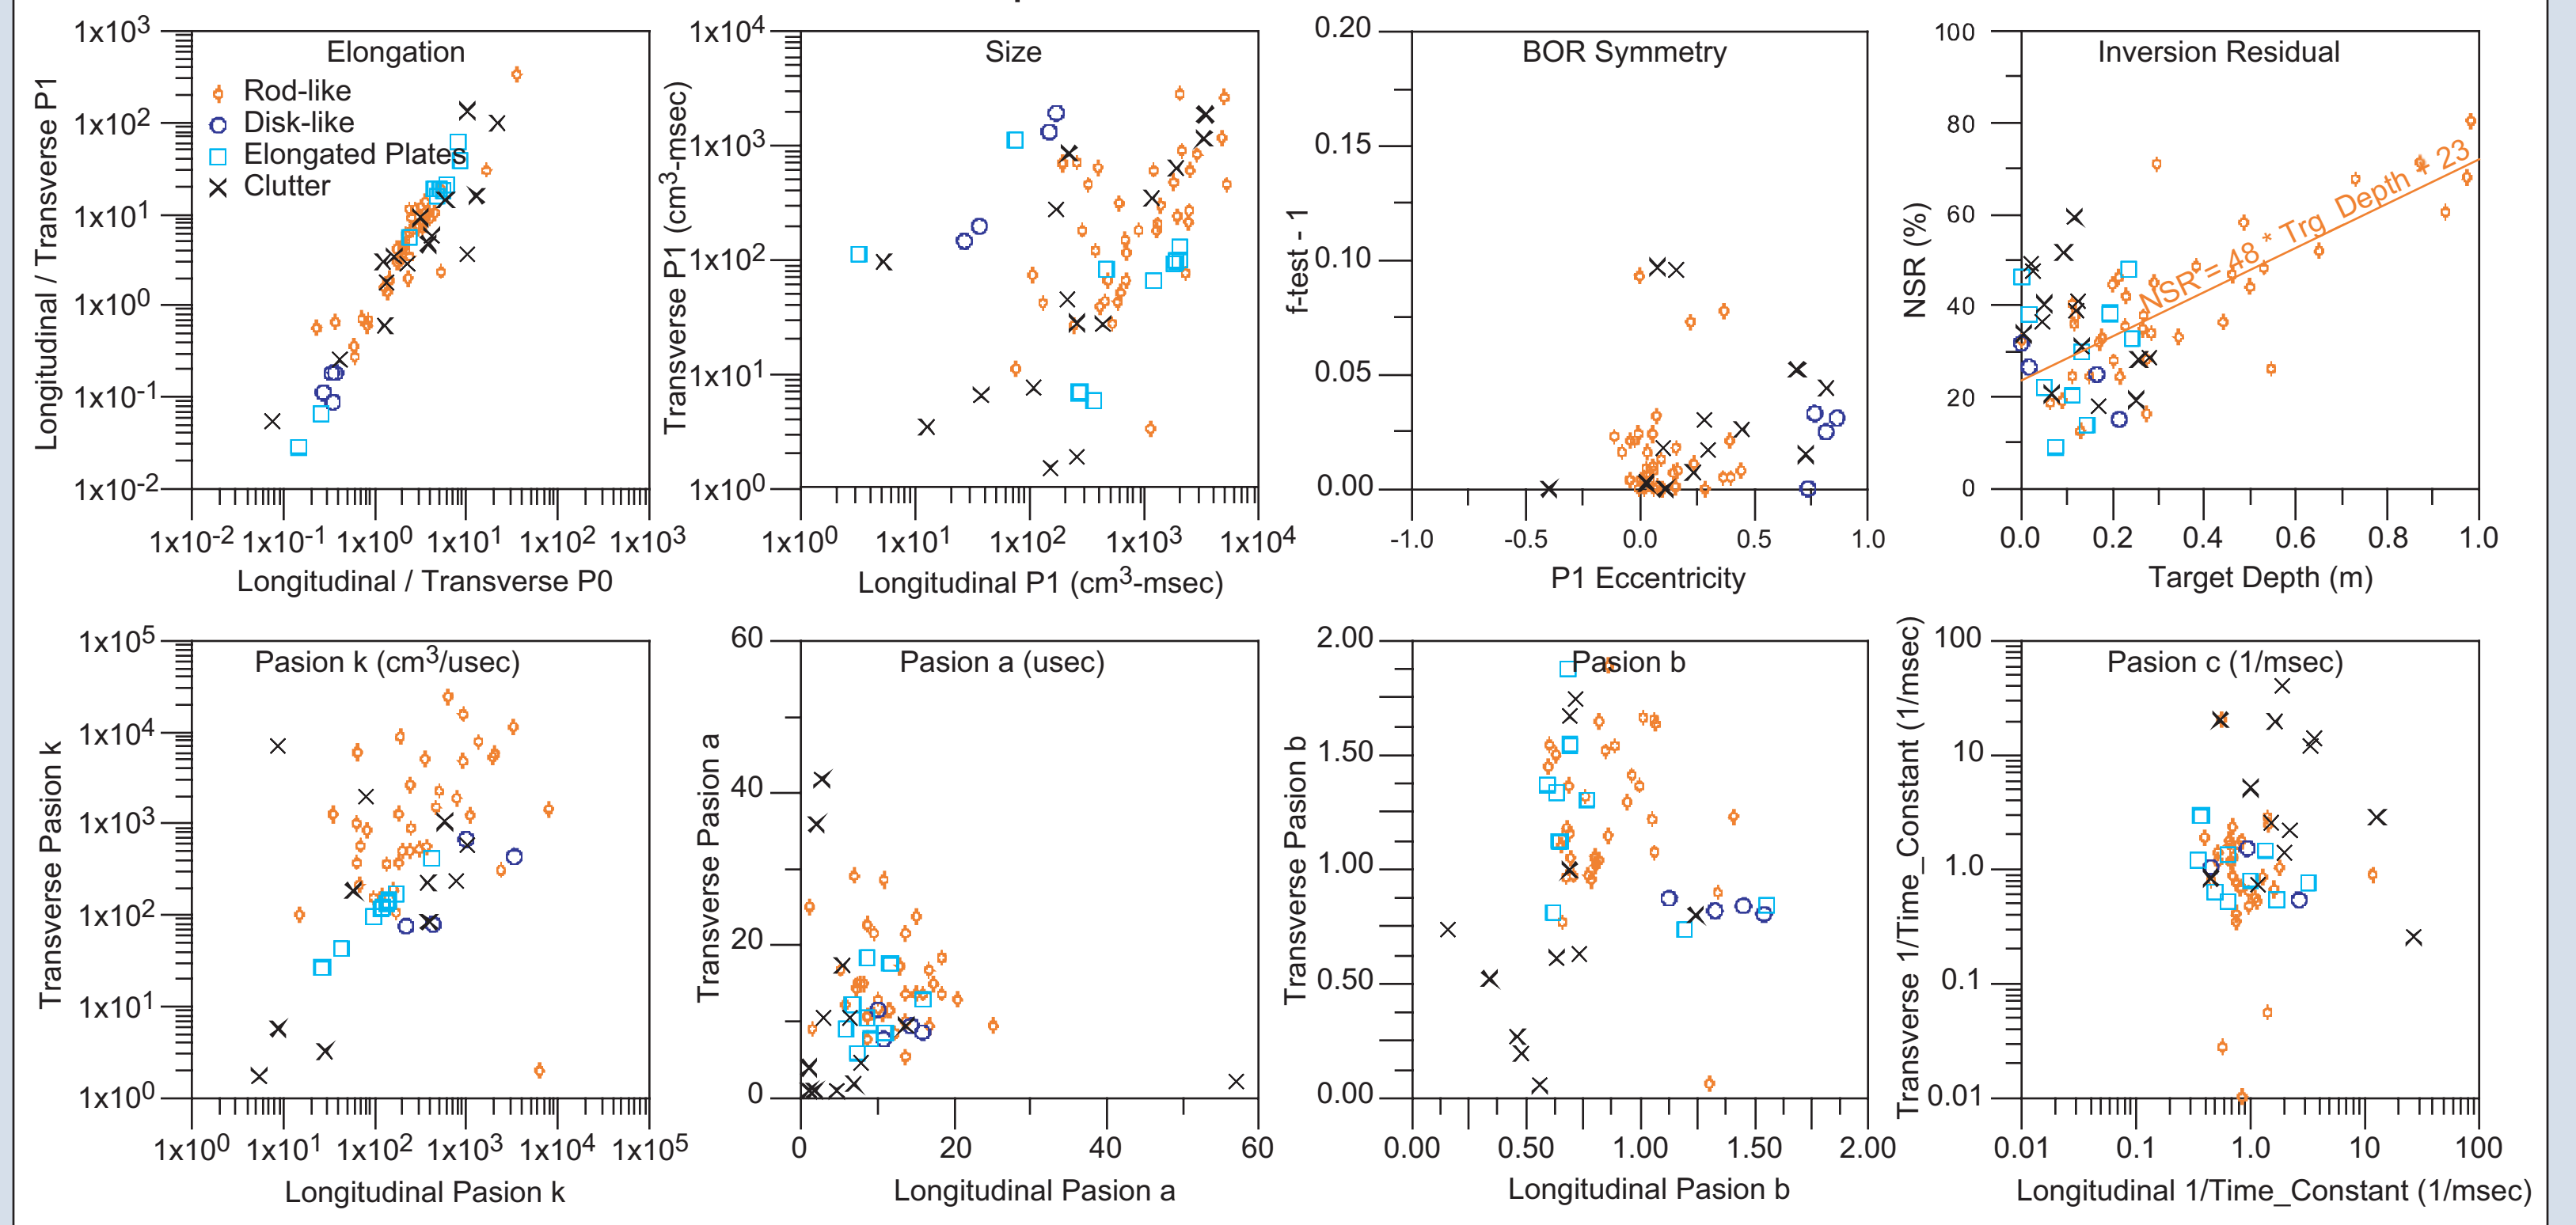 Elongation
Rod-like
Disk-like
Elongated Plates
Clutter
1x10³
1x10²
1x10¹
1x10⁰
1x10⁻¹
1x10⁻²
Longitudinal / Transverse P1
1x10⁻² 1x10⁻¹ 1x10⁰ 1x10¹ 1x10² 1x10³
Longitudinal / Transverse P0
Size
1x10⁴
1x10³
1x10²
1x10¹
1x10⁰
Transverse P1 (cm³-msec)
1x10⁰ 1x10¹ 1x10² 1x10³ 1x10⁴
Longitudinal P1 (cm³-msec)
BOR Symmetry
0.20
0.15
0.10
0.05
0.00
f-test - 1
-1.0 -0.5 0.0 0.5 1.0
P1 Eccentricity
Inversion Residual
100
80
60
40
20
0
NSR (%)
NSR = 48 * Trg Depth + 23
0.0 0.2 0.4 0.6 0.8 1.0
Target Depth (m)
Pasion k (cm³/usec)
1x10⁵
1x10⁴
1x10³
1x10²
1x10¹
1x10⁰
Transverse Pasion k
1x10⁰ 1x10¹ 1x10² 1x10³ 1x10⁴ 1x10⁵
Longitudinal Pasion k
Pasion a (usec)
60
40
20
0
Transverse Pasion a
0 20 40 60
Longitudinal Pasion a
Pasion b
2.00
1.50
1.00
0.50
0.00
Transverse Pasion b
0.00 0.50 1.00 1.50 2.00
Longitudinal Pasion b
Pasion c (1/msec)
100
10
1.0
0.1
0.01
Transverse 1/Time_Constant (1/msec)
0.01 0.1 1.0 10 100
Longitudinal 1/Time_Constant (1/msec)